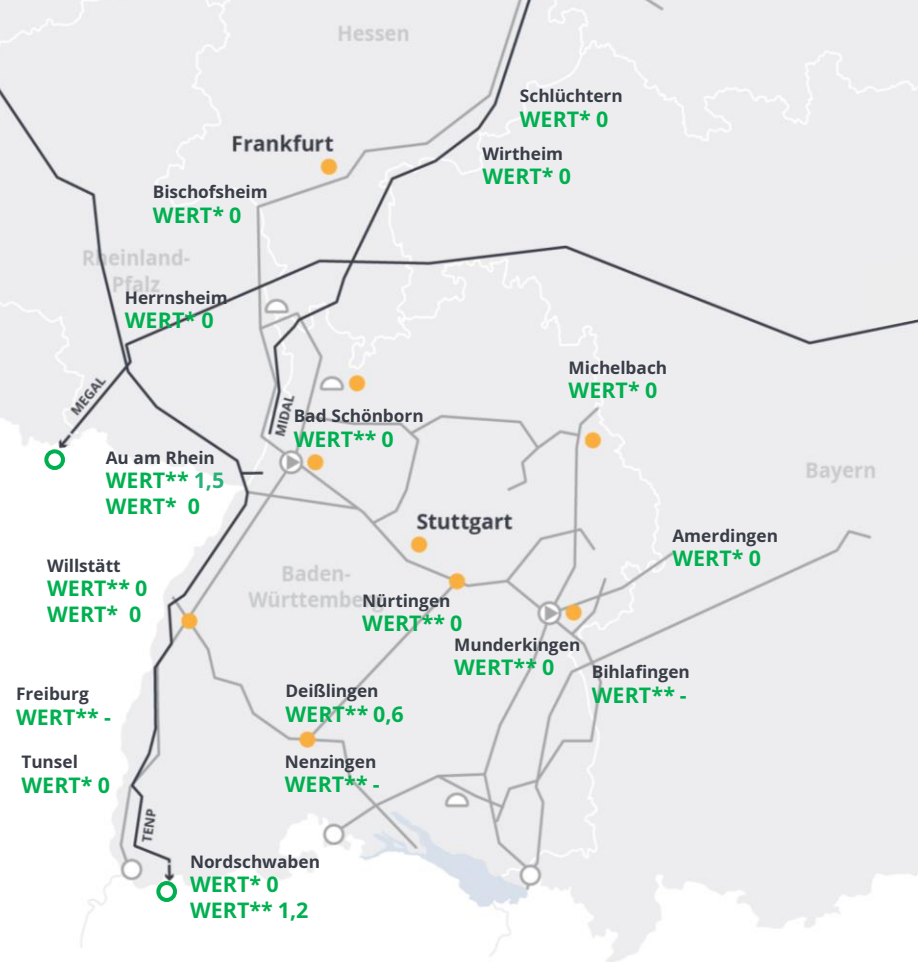 Hessen
Schlüchtern
WERT* 0
Frankfurt
Wirtheim
WERT* 0
Bischofsheim
WERT* 0
Rheinland-
Pfalz
Herrnsheim
WERT* 0
MEGAL
MIDAL
Michelbach
WERT* 0
Bad Schönborn
WERT** 0
Au am Rhein
WERT** 1,5
WERT* 0
Bayern
Stuttgart
Amerdingen
WERT* 0
Willstätt
WERT** 0
WERT* 0
Baden-
Württemberg
Nürtingen
WERT** 0
Munderkingen
WERT** 0
Bihlafingen
WERT** -
Freiburg
WERT** -
Deißlingen
WERT** 0,6
Tunsel
WERT* 0
Nenzingen
WERT** -
TENP
Nordschwaben
WERT* 0
WERT** 1,2